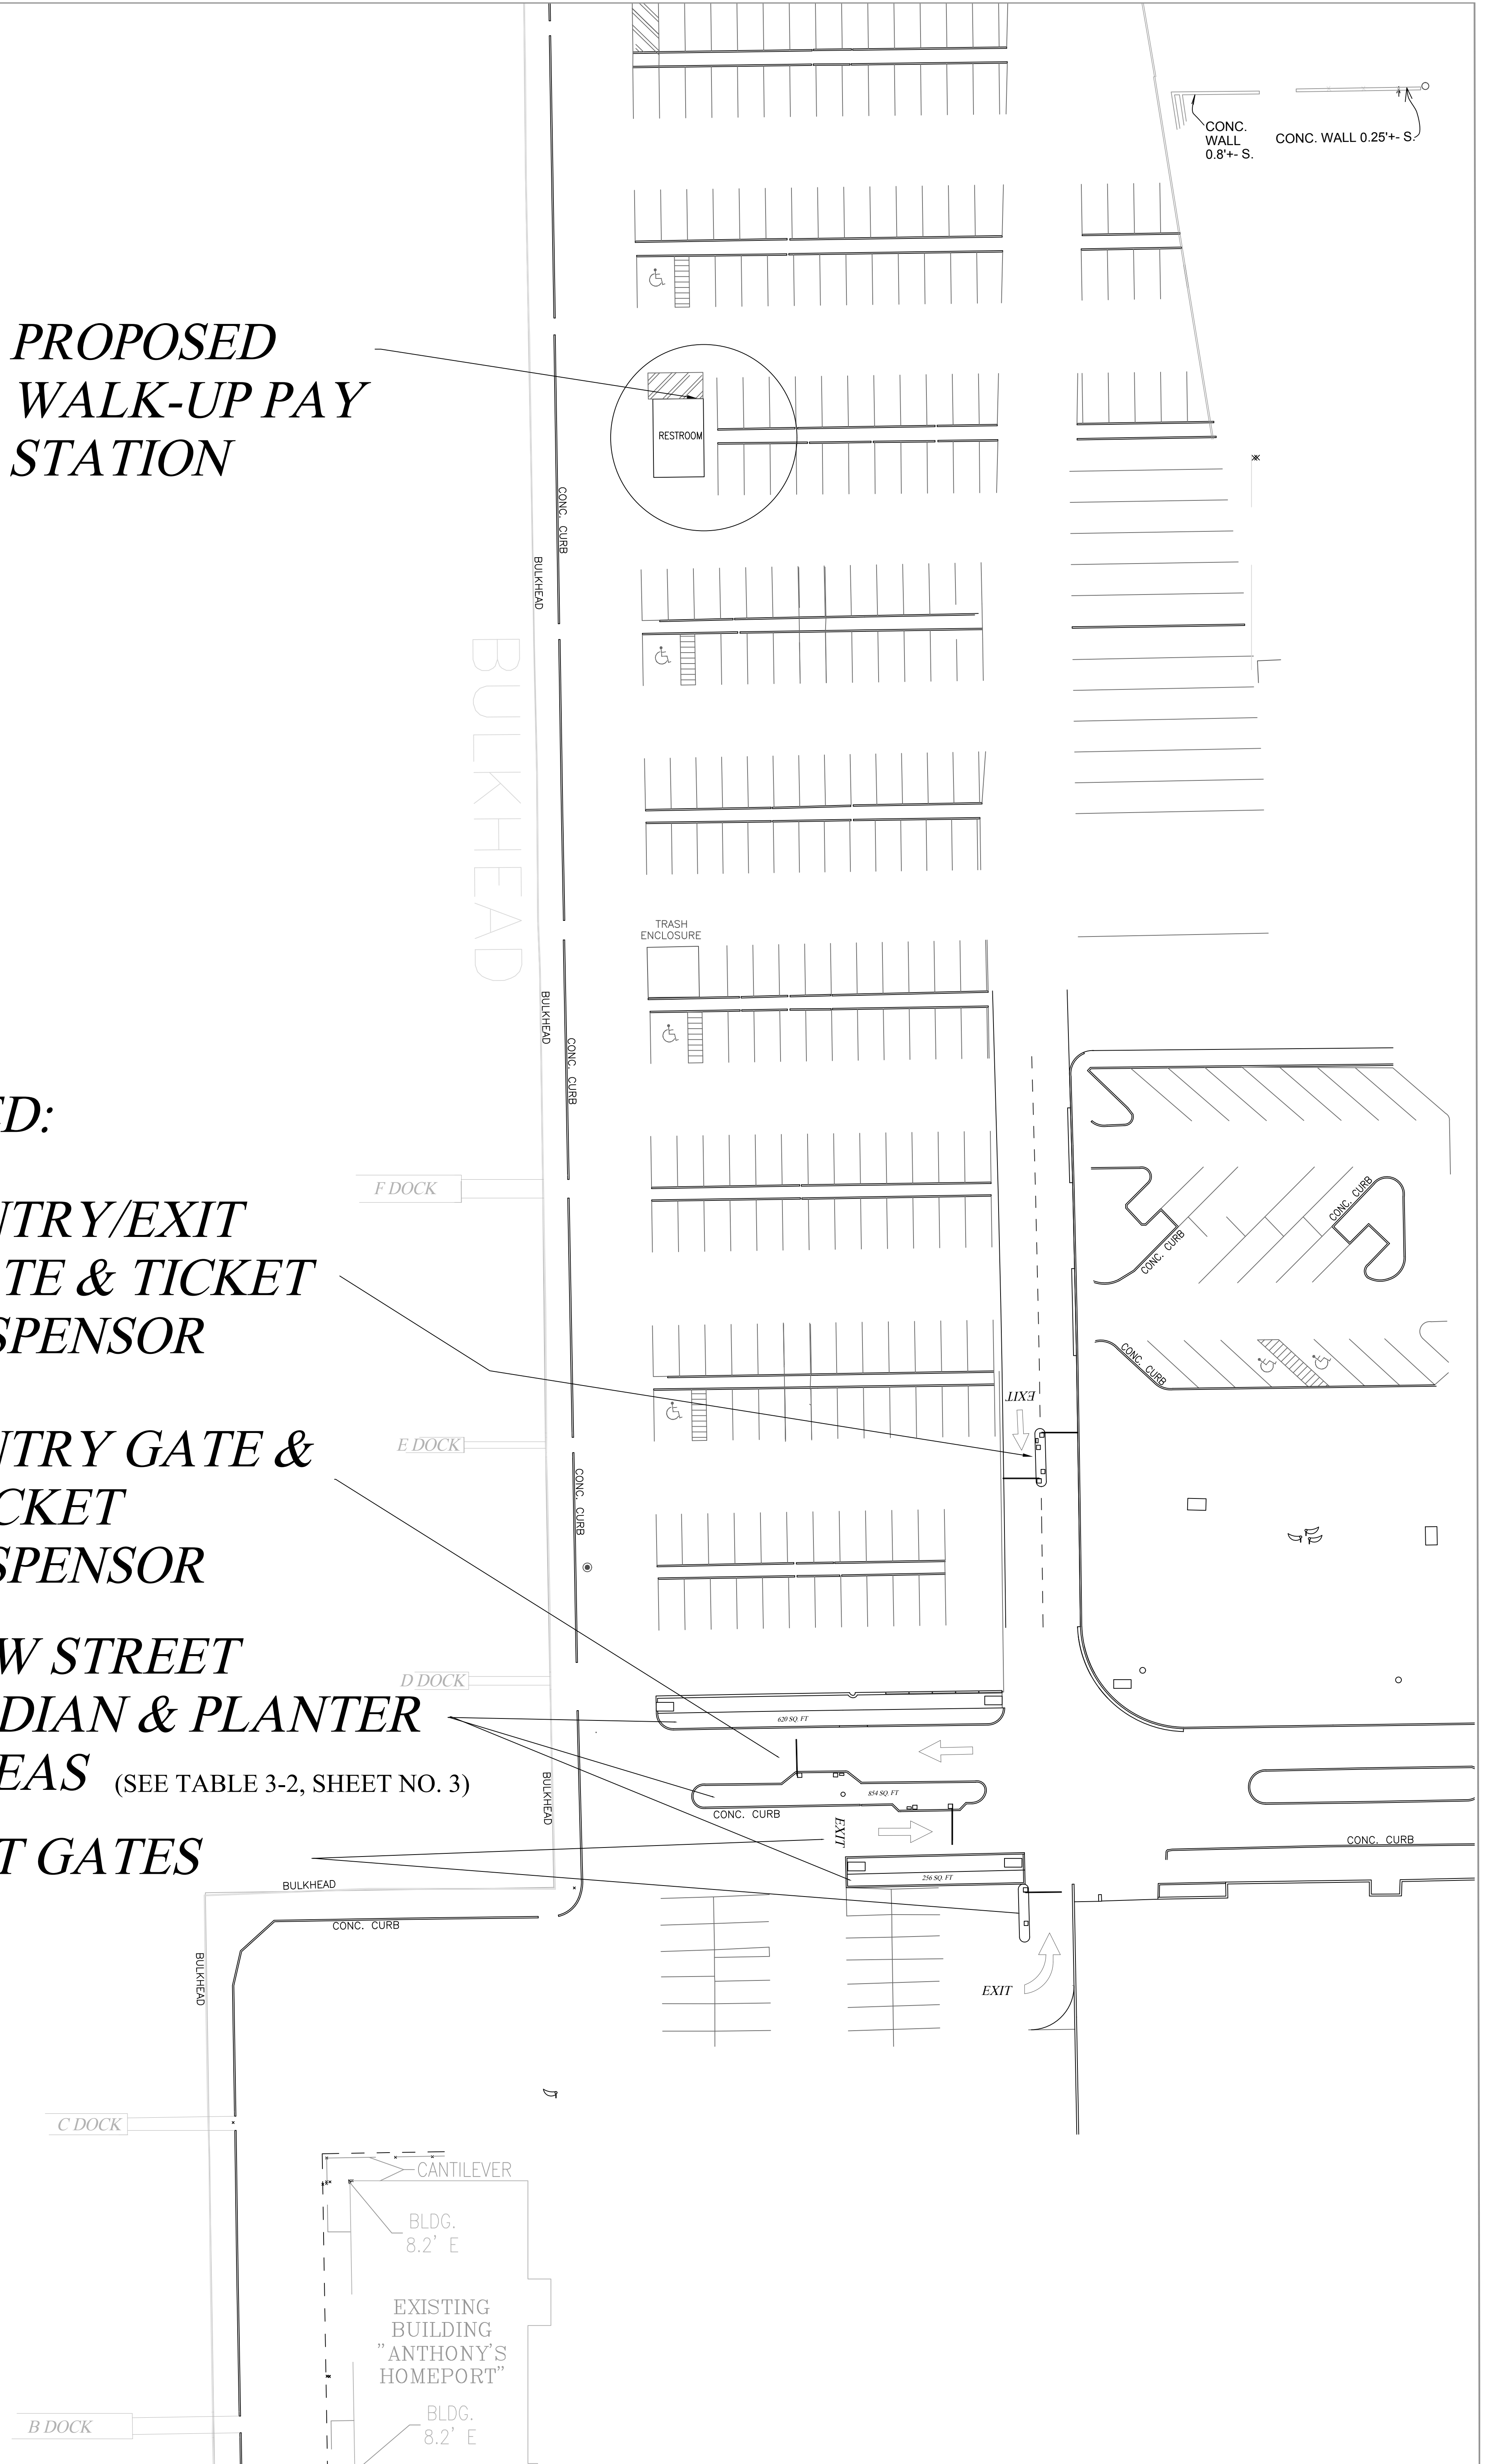 CONC.
WALL
0.8'+- S.
CONC. WALL 0.25'+- S.
PROPOSED
WALK-UP PAY
STATION
RESTROOM
CONC. CURB
BULKHEAD
BULKHEAD
TRASH
ENCLOSURE
BULKHEAD
CONC. CURB
ED:
F DOCK
NTRY/EXIT
TE & TICKET
SPENSOR
CONC. CURB
CONC. CURB
CONC. CURB
EXIT
E DOCK
NTRY GATE &
CKET
SPENSOR
CONC. CURB
W STREET
DIAN & PLANTER
EAS (SEE TABLE 3-2, SHEET NO. 3)
D DOCK
620 SQ. FT
BULKHEAD
854 SQ. FT
CONC. CURB
EXIT
CONC. CURB
T GATES
256 SQ. FT
BULKHEAD
CONC. CURB
BULKHEAD
EXIT
C DOCK
CANTILEVER
BLDG.
8.2' E
EXISTING
BUILDING
"ANTHONY'S
HOMEPORT"
BLDG.
8.2' E
B DOCK